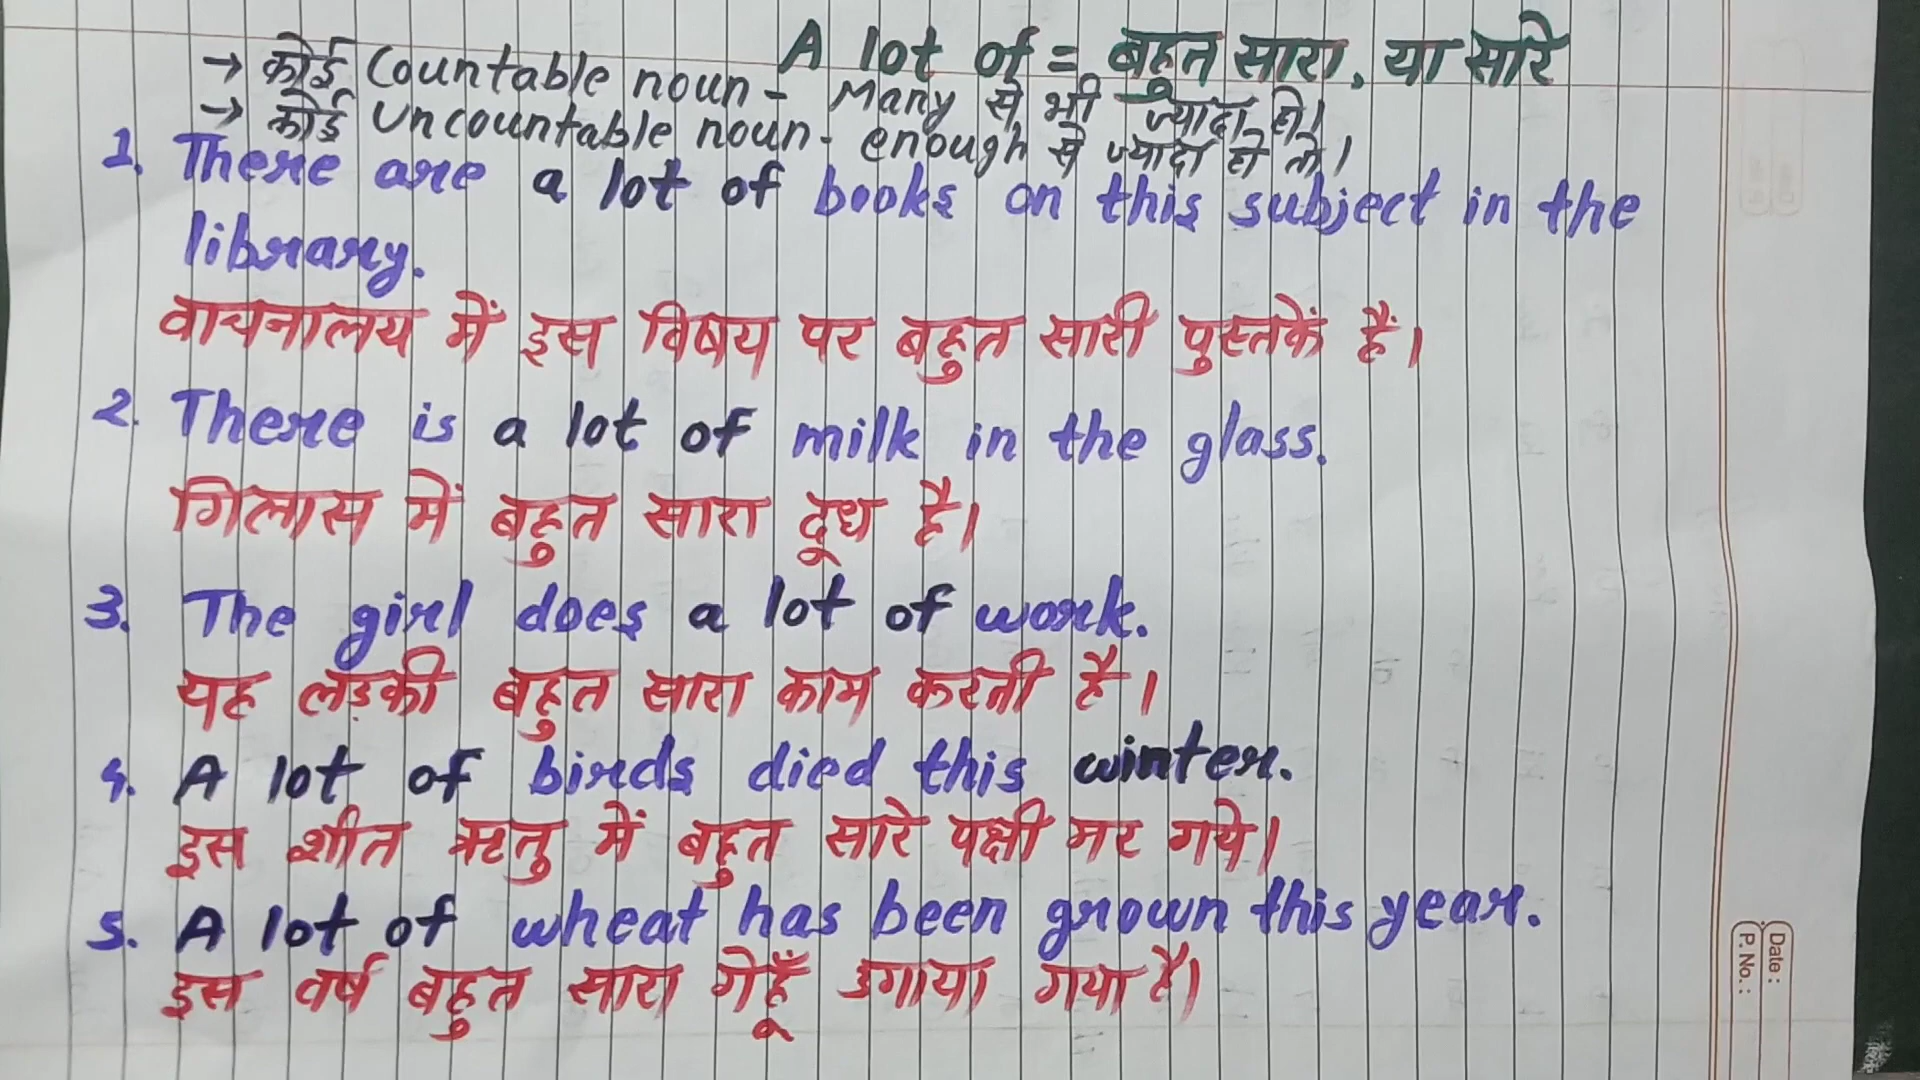 A lot of = बहुत सारा, या सारे
→ कोई Countable noun - Many से भी ज्यादा हो।
→ कोई Uncountable noun - enough से ज्यादा हो तो।
1. There are a lot of books on this subject in the
library.
वाचनालय में इस विषय पर बहुत सारी पुस्तकें हैं।
2. There is a lot of milk in the glass.
गिलास में बहुत सारा दूध है।
3. The girl does a lot of work.
यह लड़की बहुत सारा काम करती है।
4. A lot of birds died this winter.
इस शीत ऋतु में बहुत सारे पक्षी मर गये।
5. A lot of wheat has been grown this year.
इस वर्ष बहुत सारा गेहूँ उगाया गया है।
Date :
P. No. :